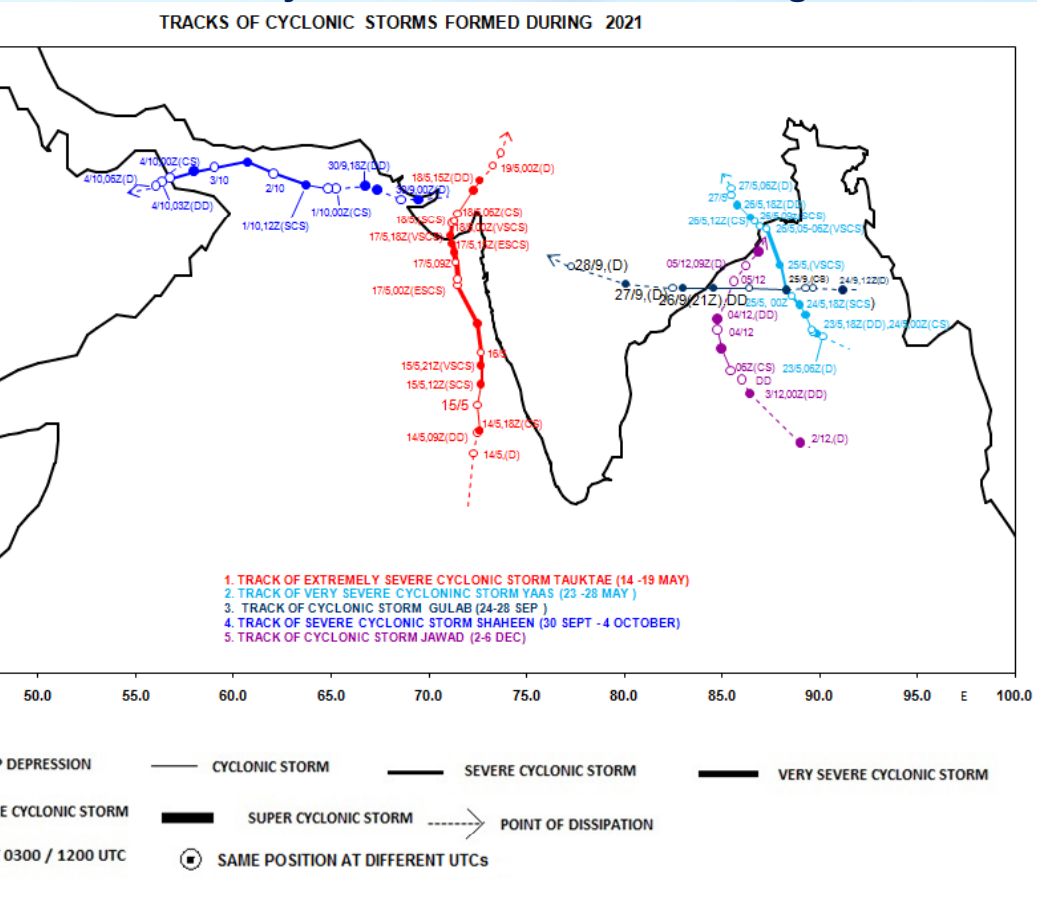 TRACKS OF CYCLONIC STORMS FORMED DURING 2021
19/5,00Z(D)
4/10,00Z(CS)
30/9,18Z(DD)
4/10,06Z(D)
3/10
2/10
18/5,15Z(DD)
30/9,00Z(D)
27/5,06Z(D)
27/5
4/10,03Z(DD)
1/10,00Z(CS)
26/5,18Z(DD)
1/10,12Z(SCS)
18/5,(SCS)
18/5,06Z(CS)
26/5,12Z(CS)
26/5,09Z(SCS)
17/5,18Z(VSCS)
18/5,00Z(VSCS)
26/5,05-06Z(VSCS)
17/5,15Z(ESCS)
17/5,09Z
28/9,(D)
05/12,09Z(D)
25/5,(VSCS)
17/5,00Z(ESCS)
05/12
25/9,(CS)
24/9,12Z(D)
27/9,(D)
26/9(21Z),DD
25/5, 00Z
24/5,18Z(SCS)
04/12,(DD)
23/5,18Z(DD),24/5,00Z(CS)
04/12
16/5
15/5,21Z(VSCS)
06Z(CS)
23/5,06Z(D)
15/5,12Z(SCS)
DD
3/12,00Z(DD)
15/5
14/5,18Z(CS)
14/5,09Z(DD)
2/12,(D)
14/5,(D)
1. TRACK OF EXTREMELY SEVERE CYCLONIC STORM TAUKTAE (14 -19 MAY)
2. TRACK OF VERY SEVERE CYCLONINC STORM YAAS (23 -28 MAY )
3. TRACK OF CYCLONIC STORM GULAB (24-28 SEP )
4. TRACK OF SEVERE CYCLONIC STORM SHAHEEN (30 SEPT - 4 OCTOBER)
5. TRACK OF CYCLONIC STORM JAWAD (2-6 DEC)
50.0 55.0 60.0 65.0 70.0 75.0 80.0 85.0 90.0 95.0 E 100.0
P DEPRESSION CYCLONIC STORM SEVERE CYCLONIC STORM VERY SEVERE CYCLONIC STORM
E CYCLONIC STORM SUPER CYCLONIC STORM POINT OF DISSIPATION
0300 / 1200 UTC SAME POSITION AT DIFFERENT UTCs